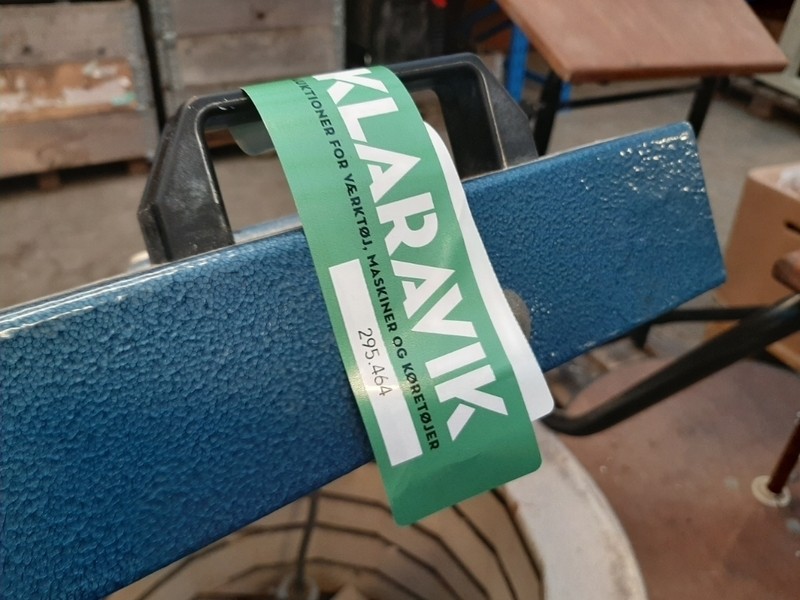 KLARAVIK
AUKTIONER FOR VÆRKTØJ, MASKINER OG KØRETØJER
295.464